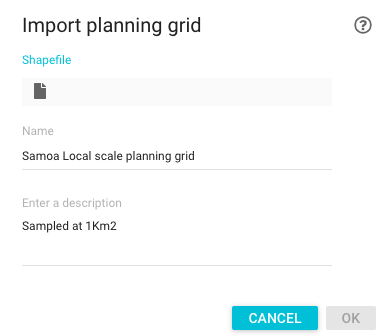 Import planning grid
Shapefile
Name
Samoa Local scale planning grid
Enter a description
Sampled at 1Km2
CANCEL OK